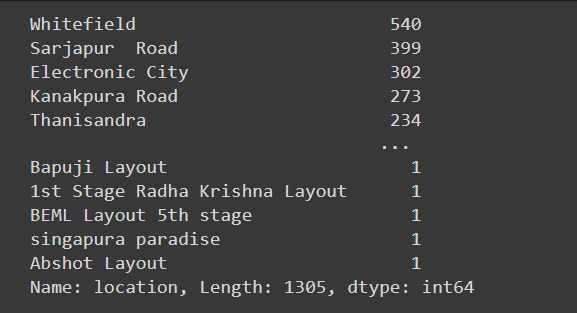 Whitefield 540
Sarjapur  Road 399
Electronic City 302
Kanakpura Road 273
Thanisandra 234
...
Bapuji Layout 1
1st Stage Radha Krishna Layout 1
BEML Layout 5th stage 1
singapura paradise 1
Abshot Layout 1
Name: location, Length: 1305, dtype: int64